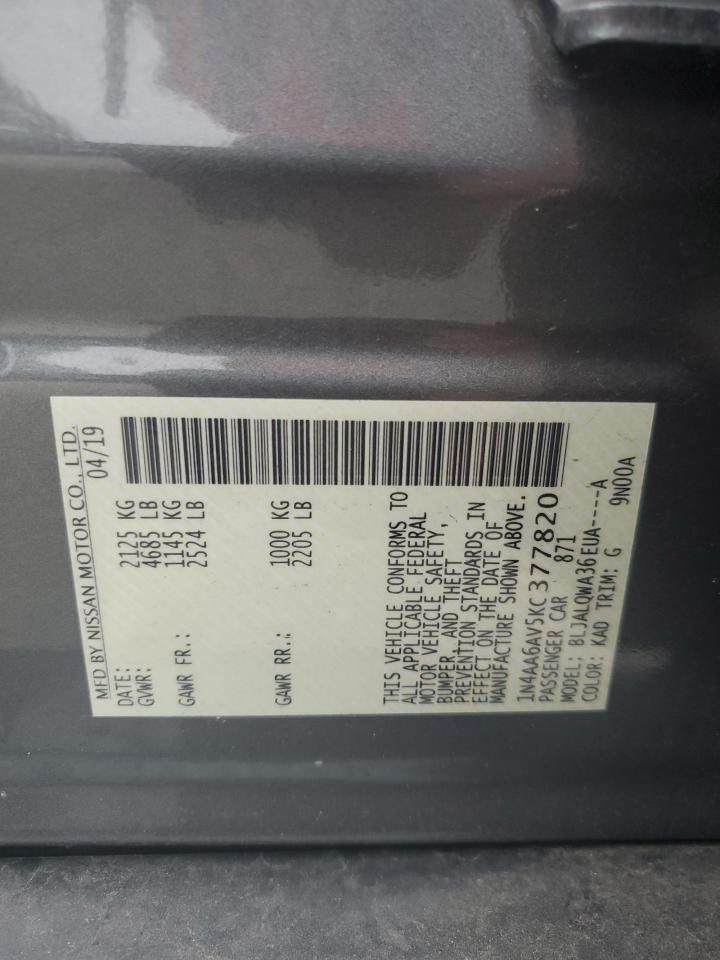 MFD BY NISSAN MOTOR CO., LTD.
DATE: 04/19
GVWR: 2125 KG
4685 LB
GAWR FR.: 1145 KG
2524 LB
GAWR RR.: 1000 KG
2205 LB
THIS VEHICLE CONFORMS TO
ALL APPLICABLE FEDERAL
MOTOR VEHICLE SAFETY,
BUMPER, AND THEFT
PREVENTION STANDARDS IN
EFFECT ON THE DATE OF
MANUFACTURE SHOWN ABOVE.
1N4AA6AV5KC377820
PASSENGER CAR 871
MODEL: BLJALQWA36EUA----A
COLOR: KAD TRIM: G 9N00A